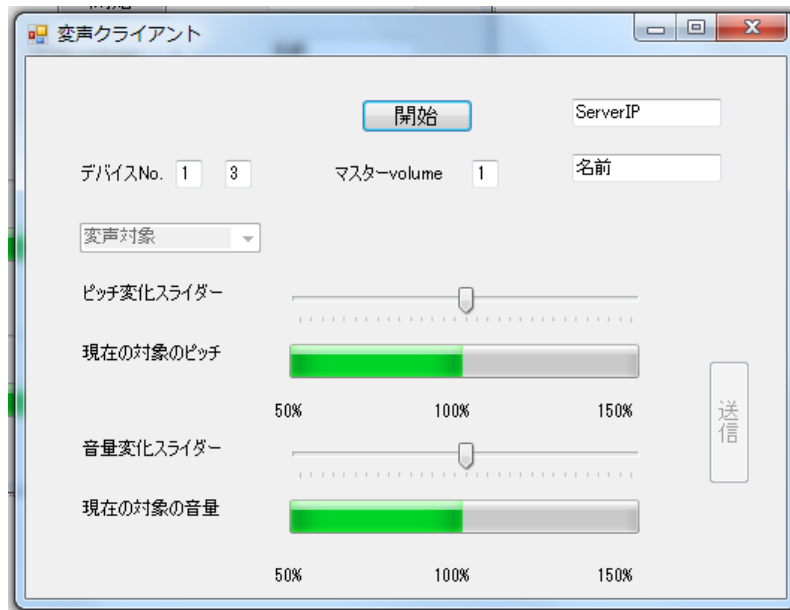 変声クライアント
開始
ServerIP
デバイスNo. 1 3
マスターvolume 1
名前
変声対象
ピッチ変化スライダー
現在の対象のピッチ
50% 100% 150%
送信
音量変化スライダー
現在の対象の音量
50% 100% 150%